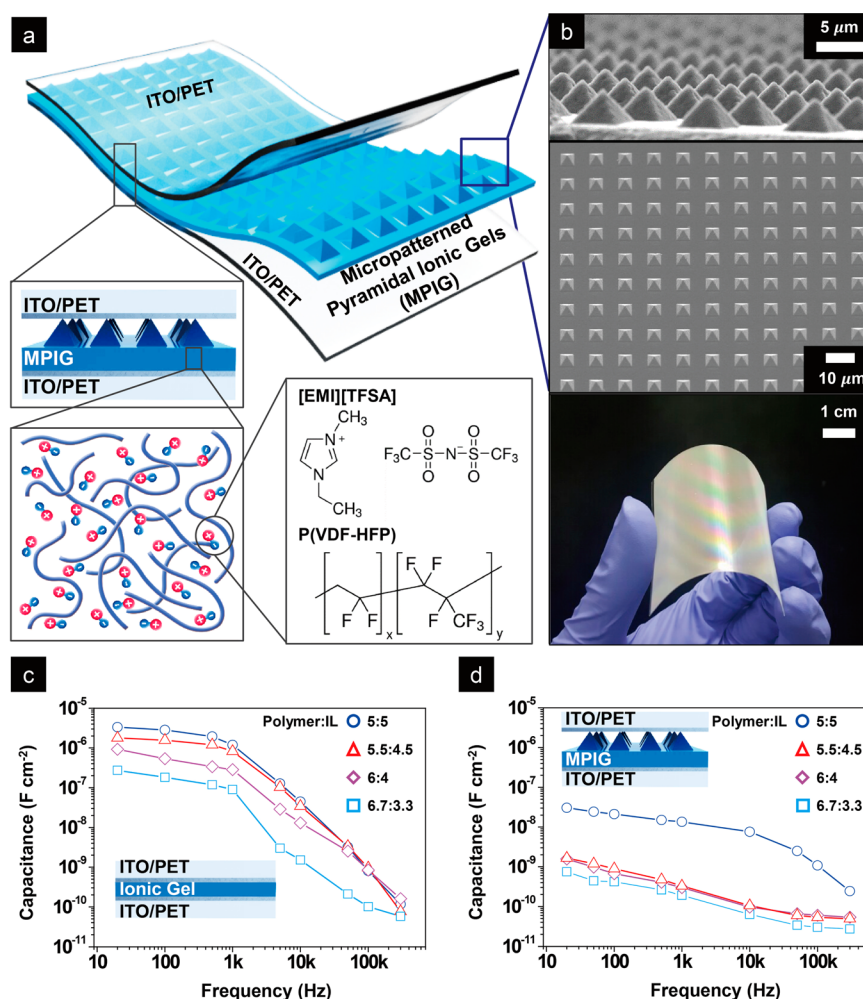 a
ITO/PET
ITO/PET
Micropatterned
Pyramidal Ionic Gels
(MPIG)
ITO/PET
MPIG
ITO/PET
[EMI][TFSA]
CH₃
N
+
N
CH₃
O O
F₃C S N⁻ S CF₃
O O
P(VDF-HFP)
F F
F F
F CF₃
x y
b
5 μm
10 μm
1 cm
c
Capacitance (F cm⁻²)
10⁻⁵
10⁻⁶
10⁻⁷
10⁻⁸
10⁻⁹
10⁻¹⁰
10⁻¹¹
Polymer:IL 5:5
5.5:4.5
6:4
6.7:3.3
ITO/PET
Ionic Gel
ITO/PET
10 100 1k 10k 100k
Frequency (Hz)
d
Capacitance (F cm⁻²)
10⁻⁵
10⁻⁶
10⁻⁷
10⁻⁸
10⁻⁹
10⁻¹⁰
10⁻¹¹
ITO/PET
MPIG
ITO/PET
Polymer:IL 5:5
5.5:4.5
6:4
6.7:3.3
10 100 1k 10k 100k
Frequency (Hz)